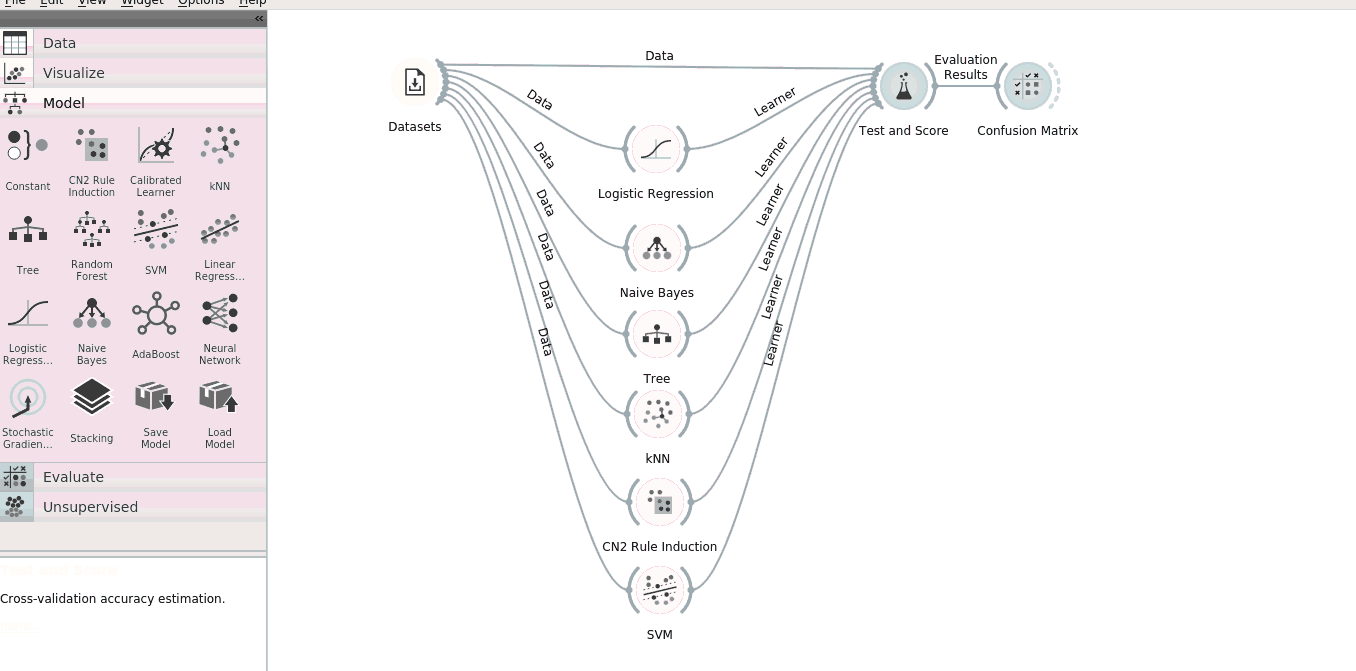 File Edit View Widget Options Help
«
Data
Visualize
Model
Constant
CN2 Rule
Induction
Calibrated
Learner
kNN
Tree
Random
Forest
SVM
Linear
Regress...
Logistic
Regress...
Naive
Bayes
AdaBoost
Neural
Network
Stochastic
Gradien...
Stacking
Save
Model
Load
Model
Evaluate
Unsupervised
Test and Score
Cross-validation accuracy estimation.
Datasets
Data
Data
Data
Data
Data
Data
Data
Logistic Regression
Naive Bayes
Tree
kNN
CN2 Rule Induction
SVM
Learner
Learner
Learner
Learner
Learner
Learner
Test and Score
Evaluation
Results
Confusion Matrix